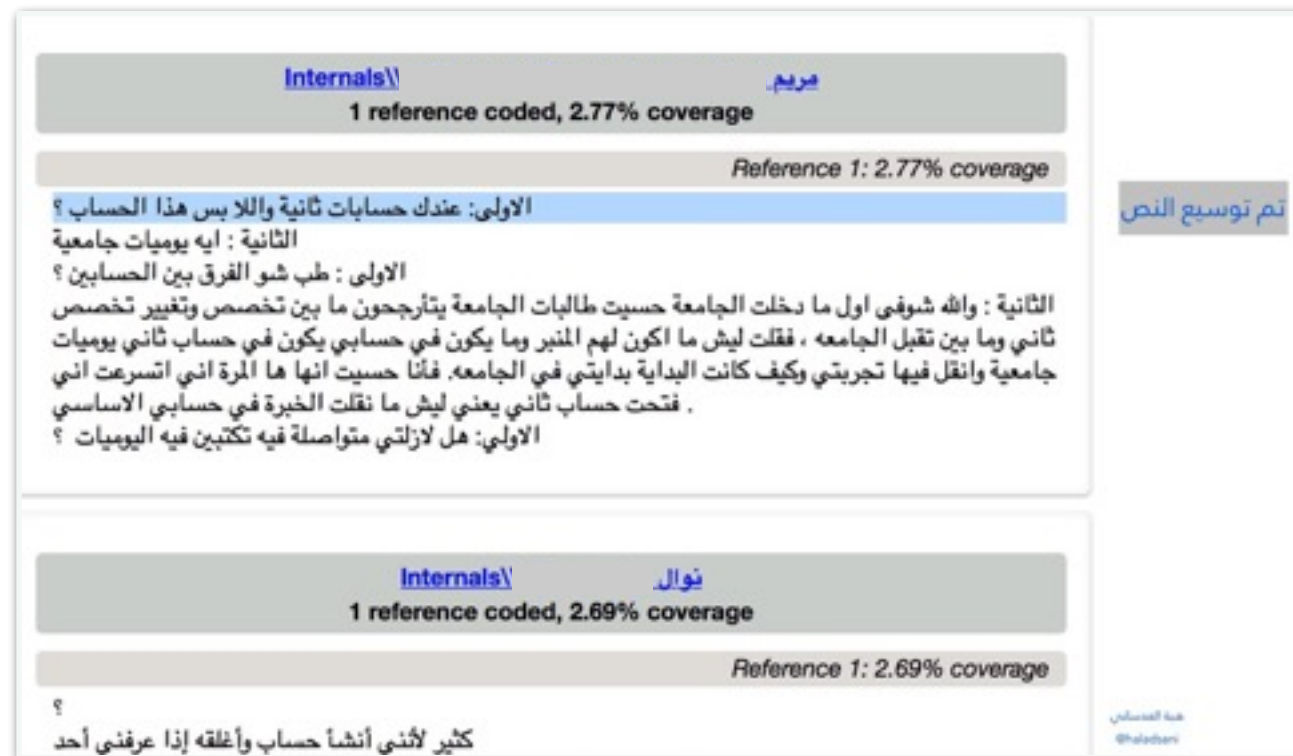 Internals\\ مريم.
1 reference coded, 2.77% coverage
Reference 1: 2.77% coverage
الاولى: عندك حسابات ثانية واللا بس هذا الحساب ؟
الثانية : ايه يوميات جامعية
الاولى : طب شو الفرق بين الحسابين ؟
الثانية : والله شوفي اول ما دخلت الجامعة حسيت طالبات الجامعة يتأرجحون ما بين تخصص وتغيير تخصص
ثاني وما بين تقبل الجامعه ، فقلت ليش ما اكون لهم المنبر وما يكون في حسابي يكون في حساب ثاني يوميات
جامعية وانقل فيها تجربتي وكيف كانت البداية بدايتي في الجامعه. فأنا حسيت انها ها المرة اني اتسرعت اني
. فتحت حساب ثاني يعني ليش ما نقلت الخبرة في حسابي الاساسي
الاولي: هل لازلتي متواصلة فيه تكتبين فيه اليوميات ؟
تم توسيع النص
Internals\ نوال.
1 reference coded, 2.69% coverage
Reference 1: 2.69% coverage
؟
كثير لأنني أنشأ حساب وأغلقه إذا عرفني أحد
هبة العدساني
@haladsani